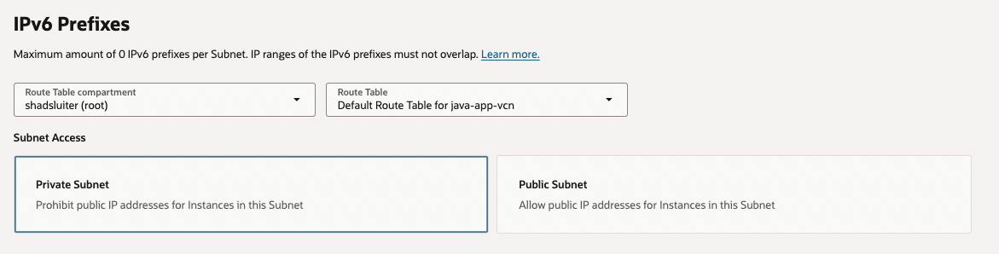 IPv6 Prefixes
Maximum amount of 0 IPv6 prefixes per Subnet. IP ranges of the IPv6 prefixes must not overlap. Learn more.
Route Table compartment
shadsluiter (root)
Route Table
Default Route Table for java-app-vcn
Subnet Access
Private Subnet
Prohibit public IP addresses for Instances in this Subnet
Public Subnet
Allow public IP addresses for Instances in this Subnet